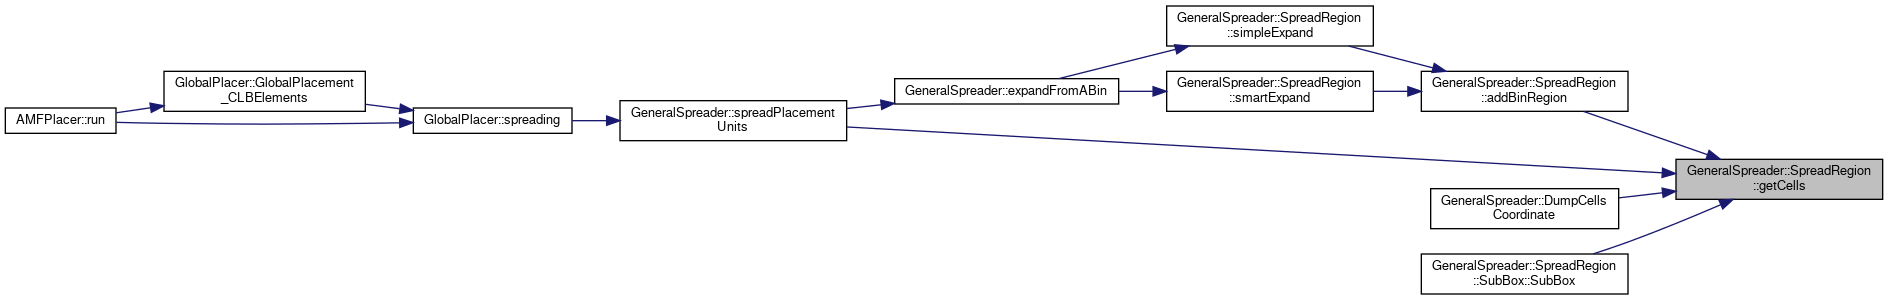 AMFPlacer::run
GlobalPlacer::GlobalPlacement
_CLBElements
GlobalPlacer::spreading
GeneralSpreader::spreadPlacement
Units
GeneralSpreader::expandFromABin
GeneralSpreader::SpreadRegion
::simpleExpand
GeneralSpreader::SpreadRegion
::smartExpand
GeneralSpreader::SpreadRegion
::addBinRegion
GeneralSpreader::SpreadRegion
::getCells
GeneralSpreader::DumpCells
Coordinate
GeneralSpreader::SpreadRegion
::SubBox::SubBox